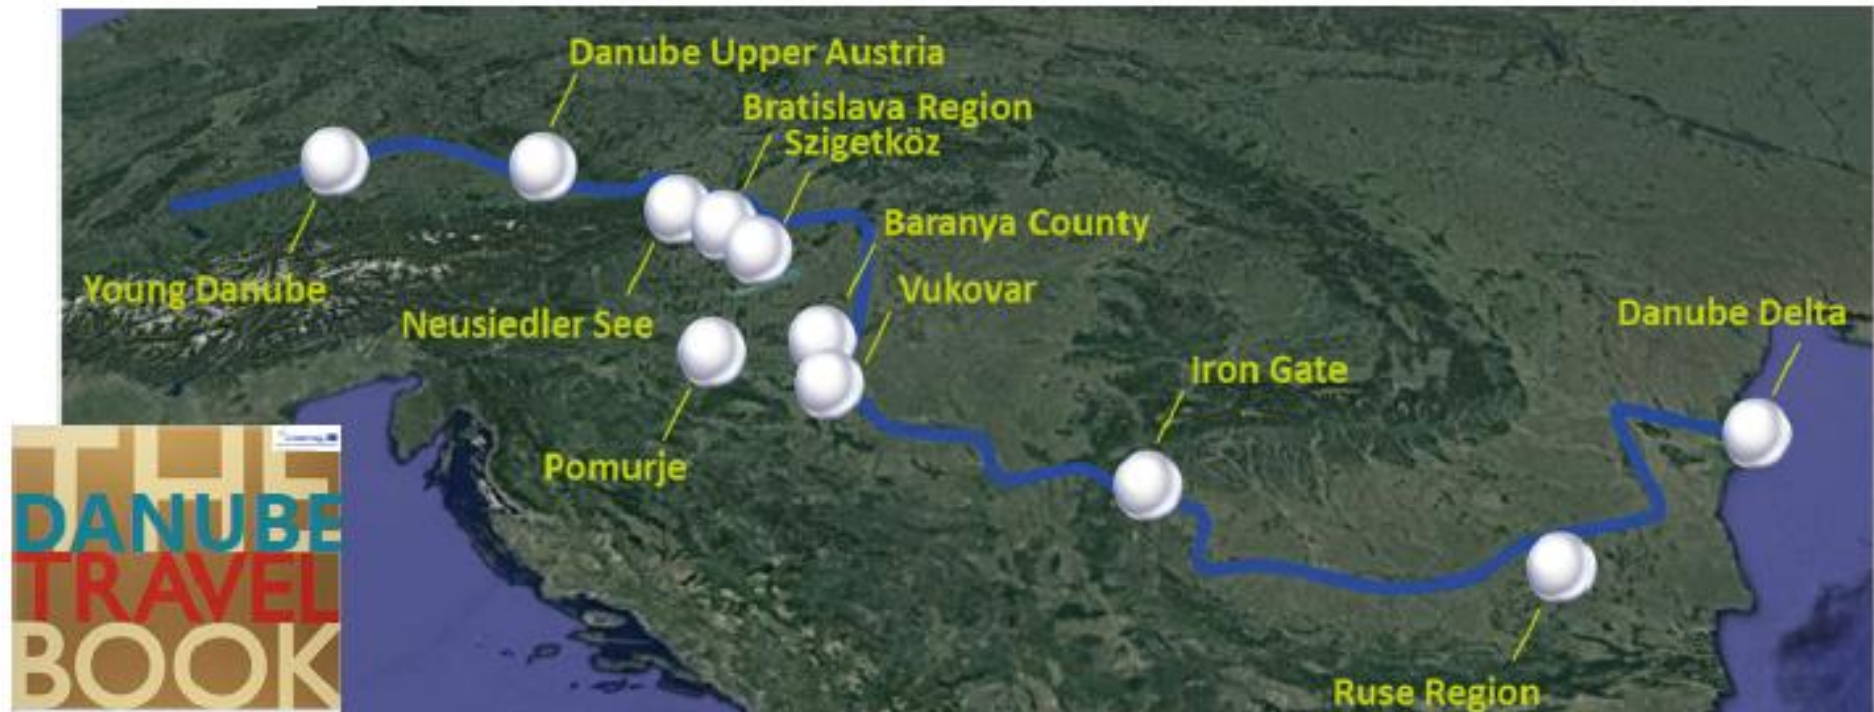 Danube Upper Austria
Bratislava Region
Szigetköz
Baranya County
Vukovar
Young Danube
Neusiedler See
Danube Delta
Iron Gate
Pomurje
Ruse Region
THE
DANUBE
TRAVEL
BOOK